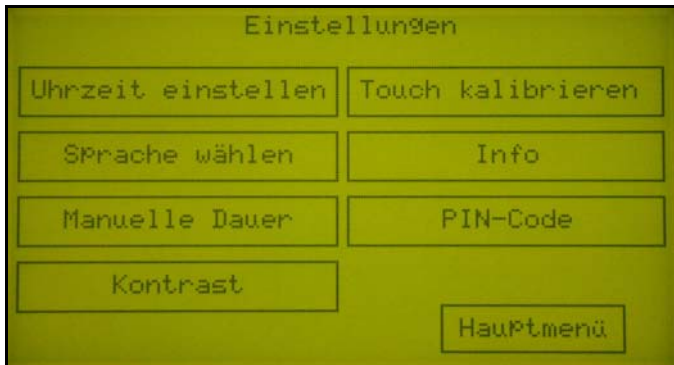 Einstellungen
Uhrzeit einstellen Touch kalibrieren
Sprache wählen Info
Manuelle Dauer PIN-Code
Kontrast
Hauptmenü